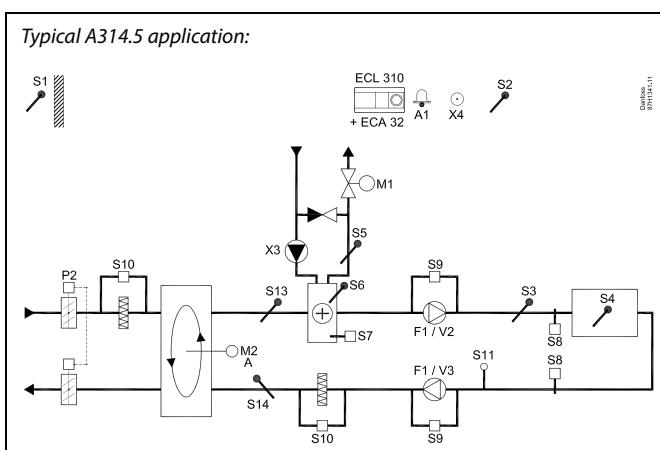 Typical A314.5 application:
S1
ECL 310
+ ECA 32
A1
X4
S2
Danfoss
87H1341.11
M1
X3
S5
P2
S10
S13
S6
S7
S9
F1 / V2
S3
S4
S8
M2
A
S14
S10
F1 / V3
S9
S11
S8